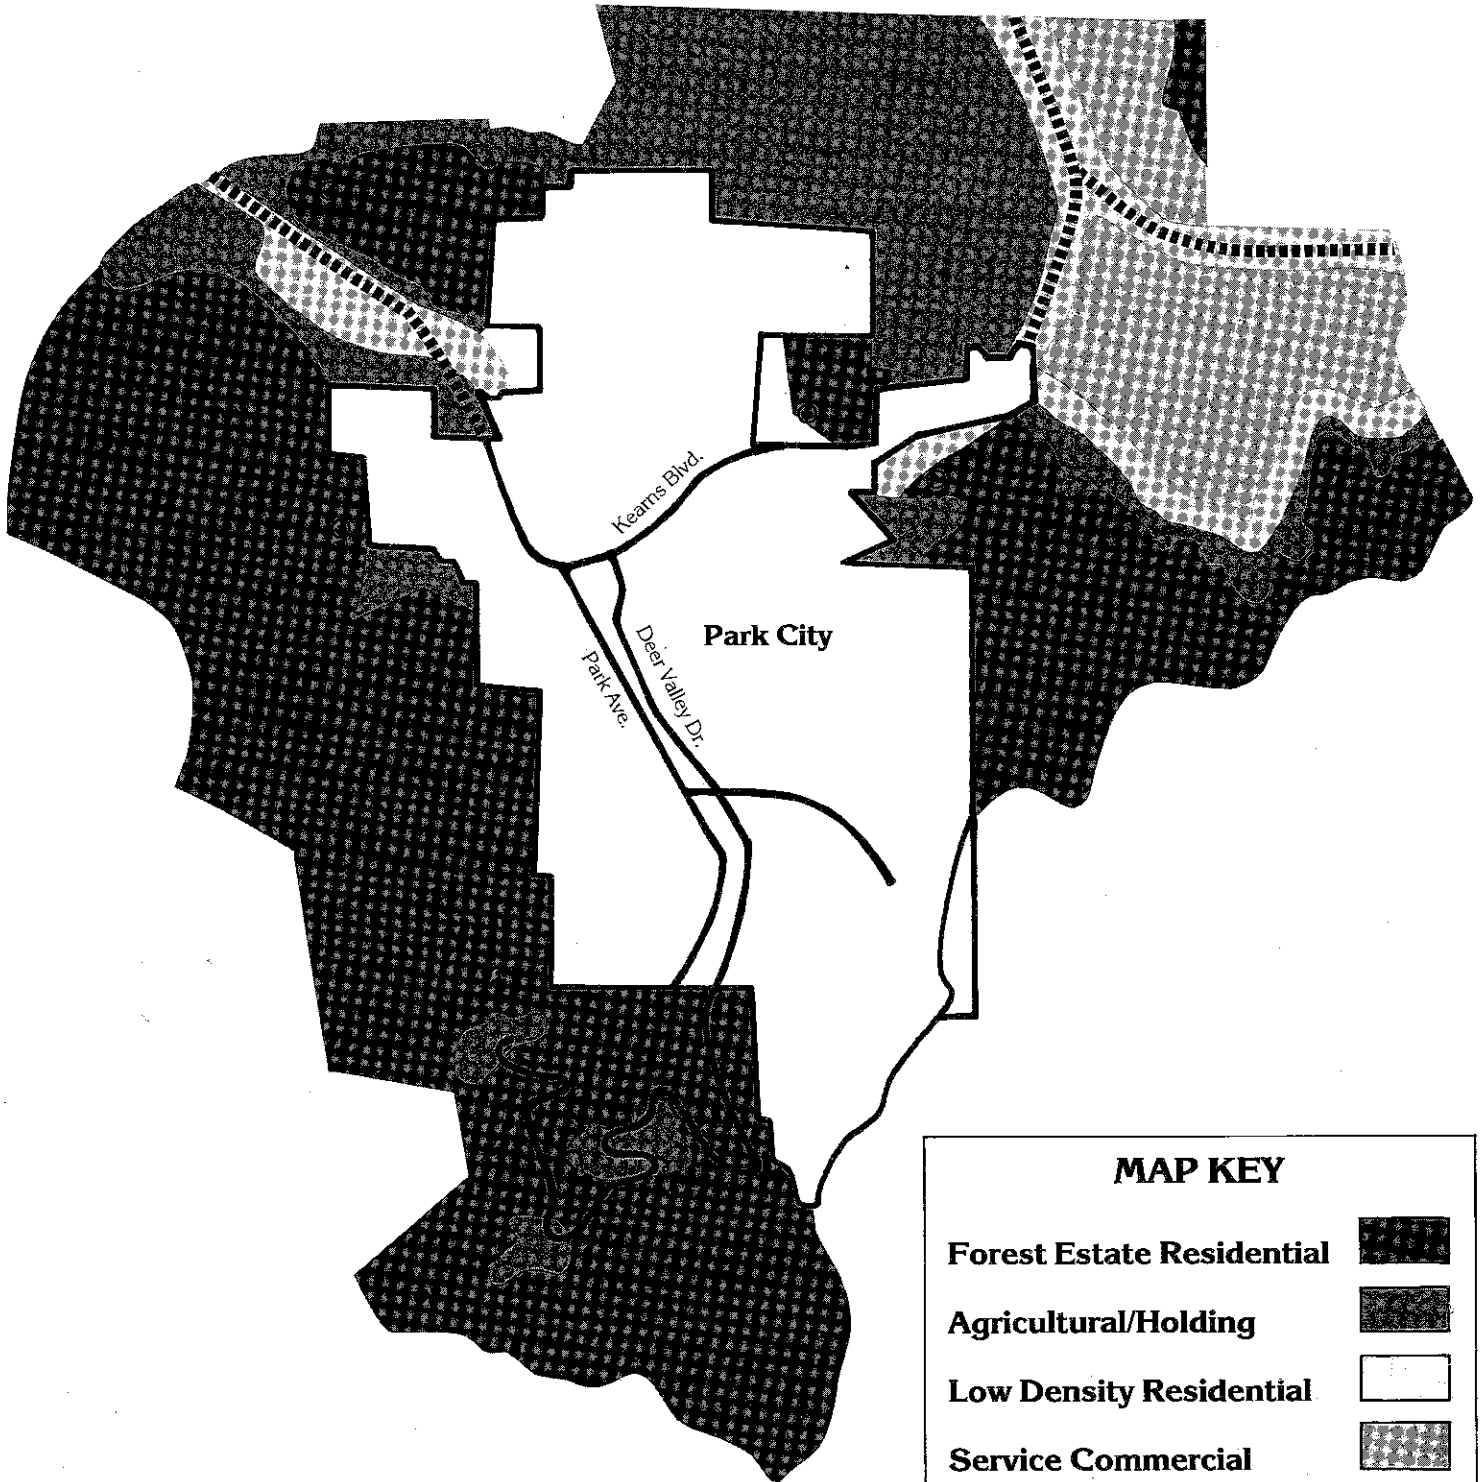 Kearns Blvd.
Park City
Deer Valley Dr.
Park Ave.
MAP KEY
Forest Estate Residential
Agricultural/Holding
Low Density Residential
Service Commercial